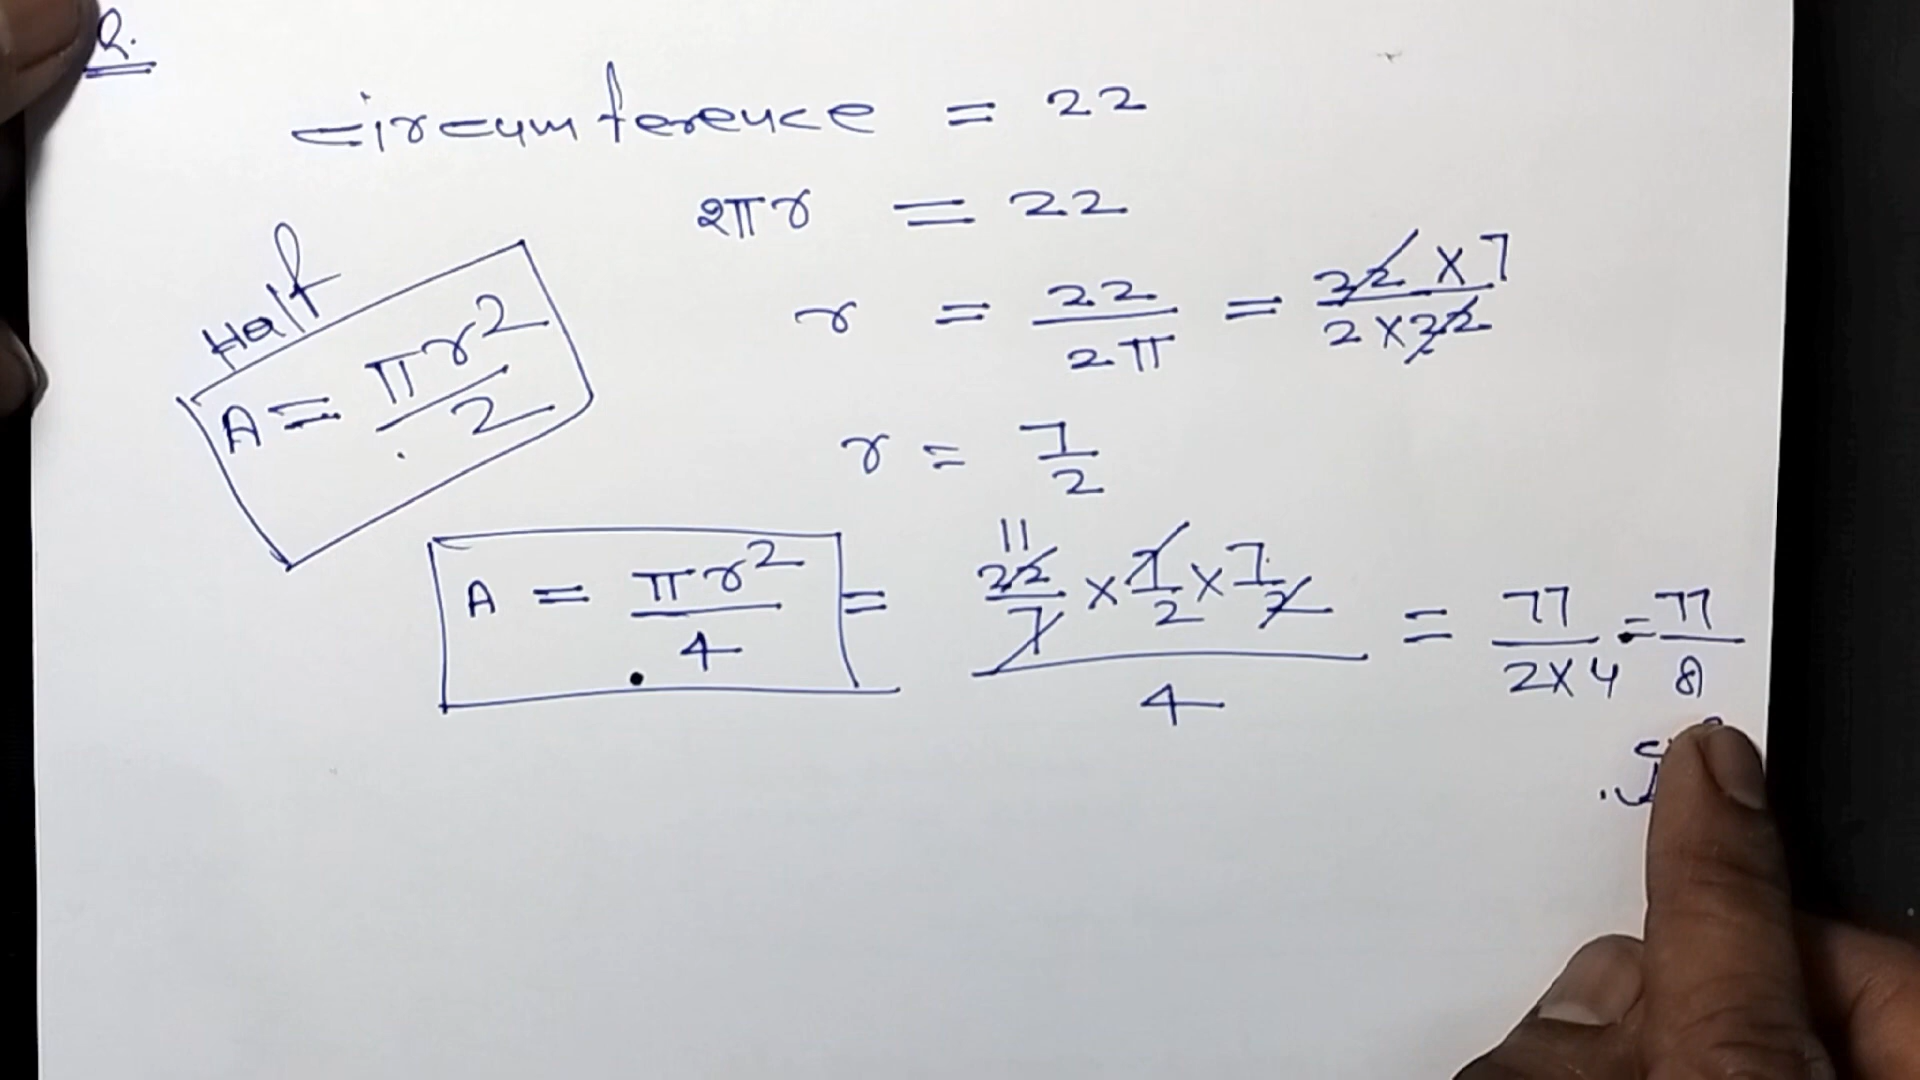 Q.
circumference = 22
2πr = 22
r = 22/2π = 22 × 7/2 × 22
Half
A = πr²/2
r = 7/2
A = πr²/4 = 22/7 × 7/2 × 7/2 / 4 = 77/2×4 = 77/8
11